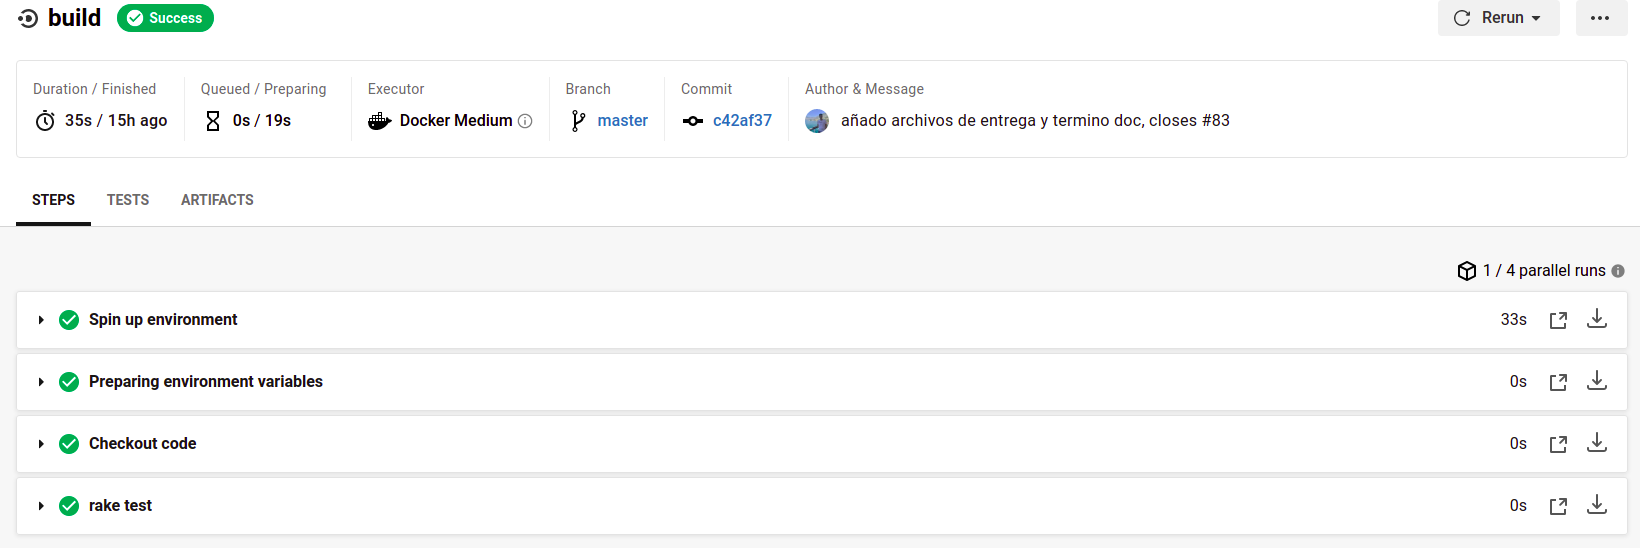 build Success Rerun
Duration / Finished Queued / Preparing Executor Branch Commit Author & Message
35s / 15h ago 0s / 19s Docker Medium master c42af37 añado archivos de entrega y termino doc, closes #83
STEPS TESTS ARTIFACTS
1 / 4 parallel runs
Spin up environment 33s
Preparing environment variables 0s
Checkout code 0s
rake test 0s